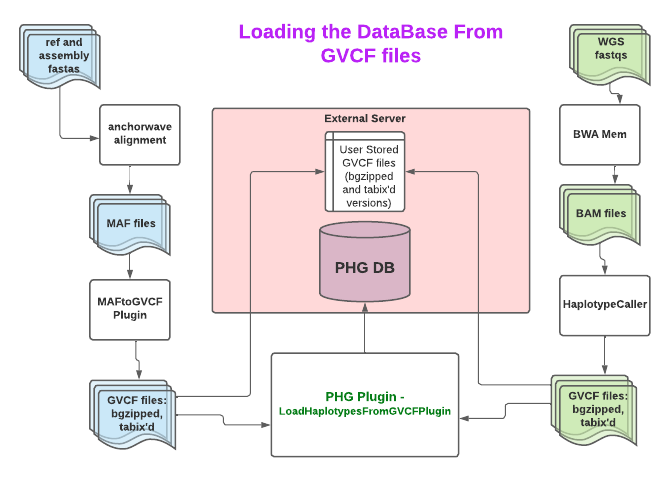 Loading the DataBase From
GVCF files
ref and
assembly
fastas
WGS
fastqs
anchorwave
alignment
External Server
User Stored
GVCF files
(bgzipped
and tabix'd
versions)
BWA Mem
MAF files
BAM files
PHG DB
MAFtoGVCF
Plugin
HaplotypeCaller
GVCF files:
bgzipped,
tabix'd
PHG Plugin -
LoadHaplotypesFromGVCFPlugin
GVCF files:
bgzipped,
tabix'd